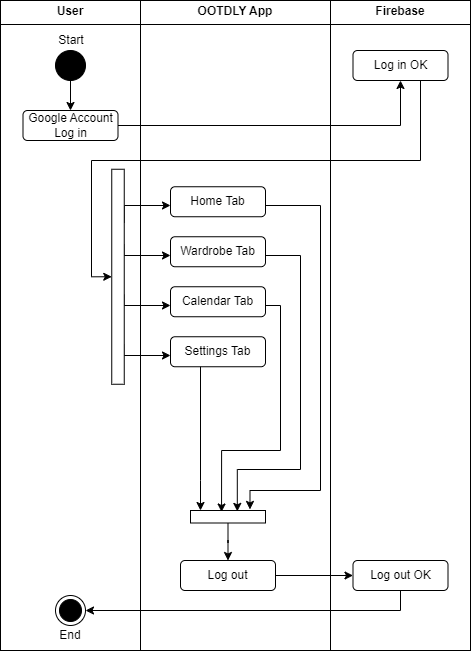 User
OOTDLY App
Firebase
Start
Log in OK
Google Account
Log in
Home Tab
Wardrobe Tab
Calendar Tab
Settings Tab
Log out
Log out OK
End